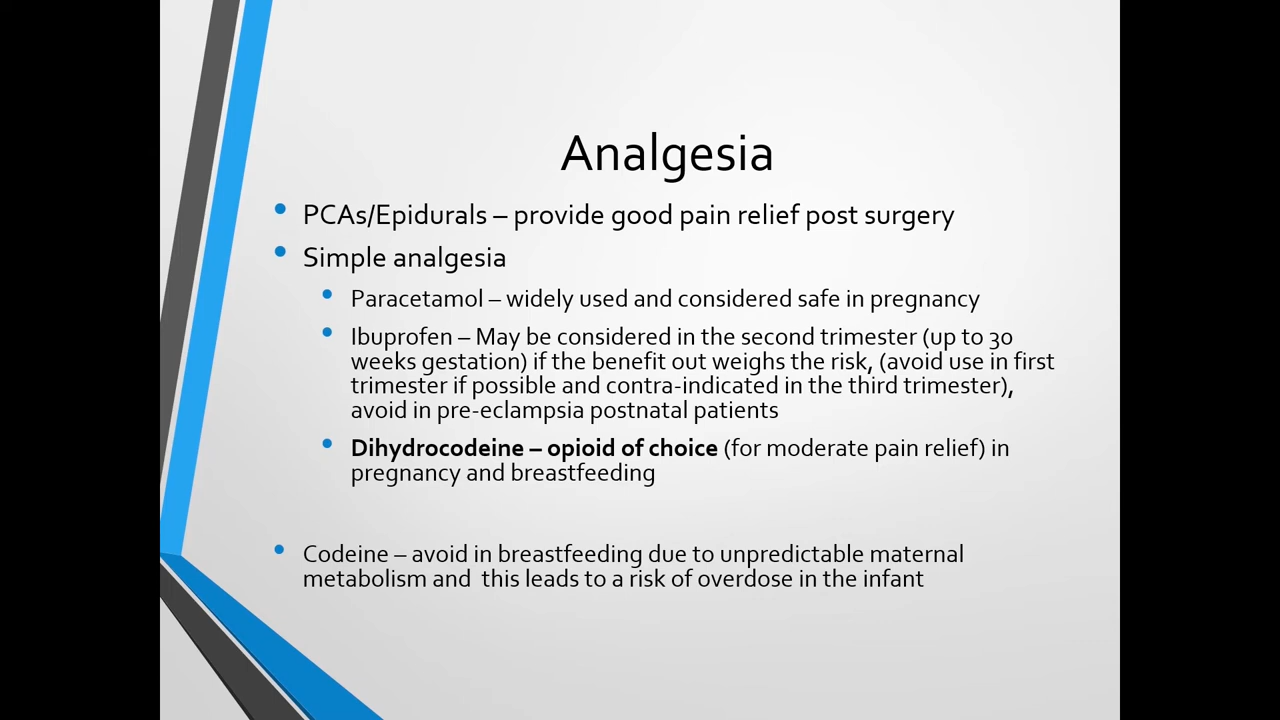 Analgesia
• PCAs/Epidurals – provide good pain relief post surgery
• Simple analgesia
• Paracetamol – widely used and considered safe in pregnancy
• Ibuprofen – May be considered in the second trimester (up to 30
weeks gestation) if the benefit out weighs the risk, (avoid use in first
trimester if possible and contra-indicated in the third trimester),
avoid in pre-eclampsia postnatal patients
• Dihydrocodeine – opioid of choice (for moderate pain relief) in
pregnancy and breastfeeding
• Codeine – avoid in breastfeeding due to unpredictable maternal
metabolism and  this leads to a risk of overdose in the infant